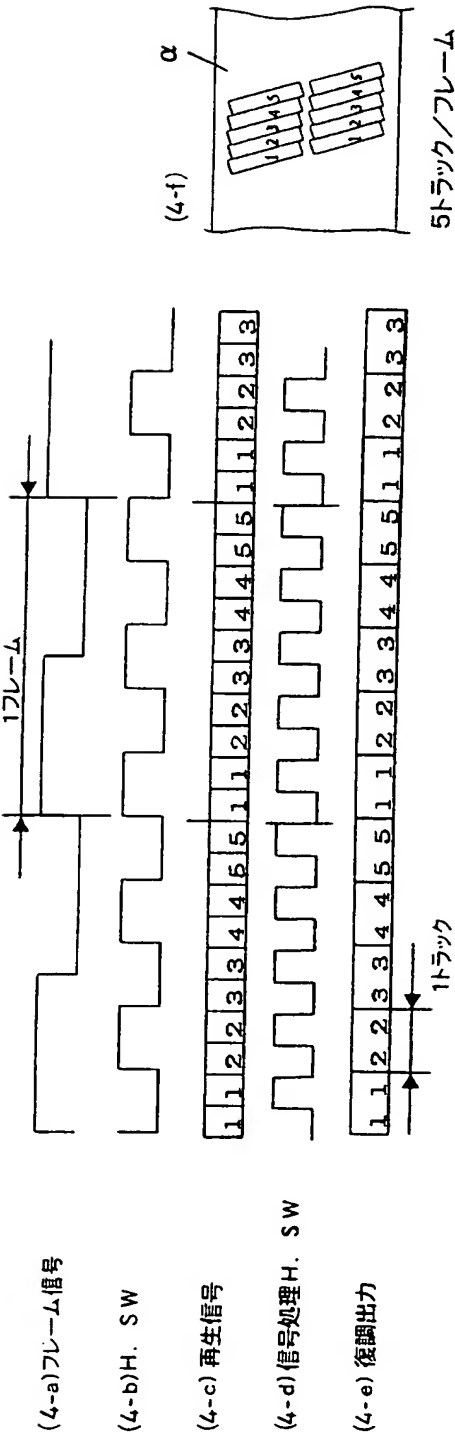 1フレーム
(4-a)フレーム信号
(4-b)H. SW
(4-c) 再生信号
1 1 2 2 3 3 4 4 5 5 1 1 2 2 3 3 4 4 5 5 1 1 2 2 3 3
(4-d)信号処理H. SW
(4-e) 復調出力
1 1 2 2 3 3 4 4 5 5 1 1 2 2 3 3 4 4 5 5 1 1 2 2 3 3
1トラック
(4-f)
α
1 2 3 4 5
1 2 3 4 5
5トラック/フレーム